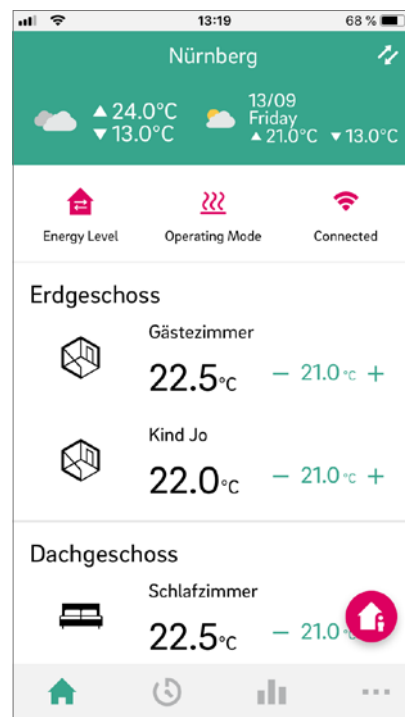 13:19
68 %
Nürnberg
▲ 24.0°C
▼ 13.0°C
13/09
Friday
▲ 21.0°C ▼ 13.0°C
Energy Level
Operating Mode
Connected
Erdgeschoss
Gästezimmer
22.5°C − 21.0 °C +
Kind Jo
22.0°C − 21.0 °C +
Dachgeschoss
Schlafzimmer
22.5°C − 21.0